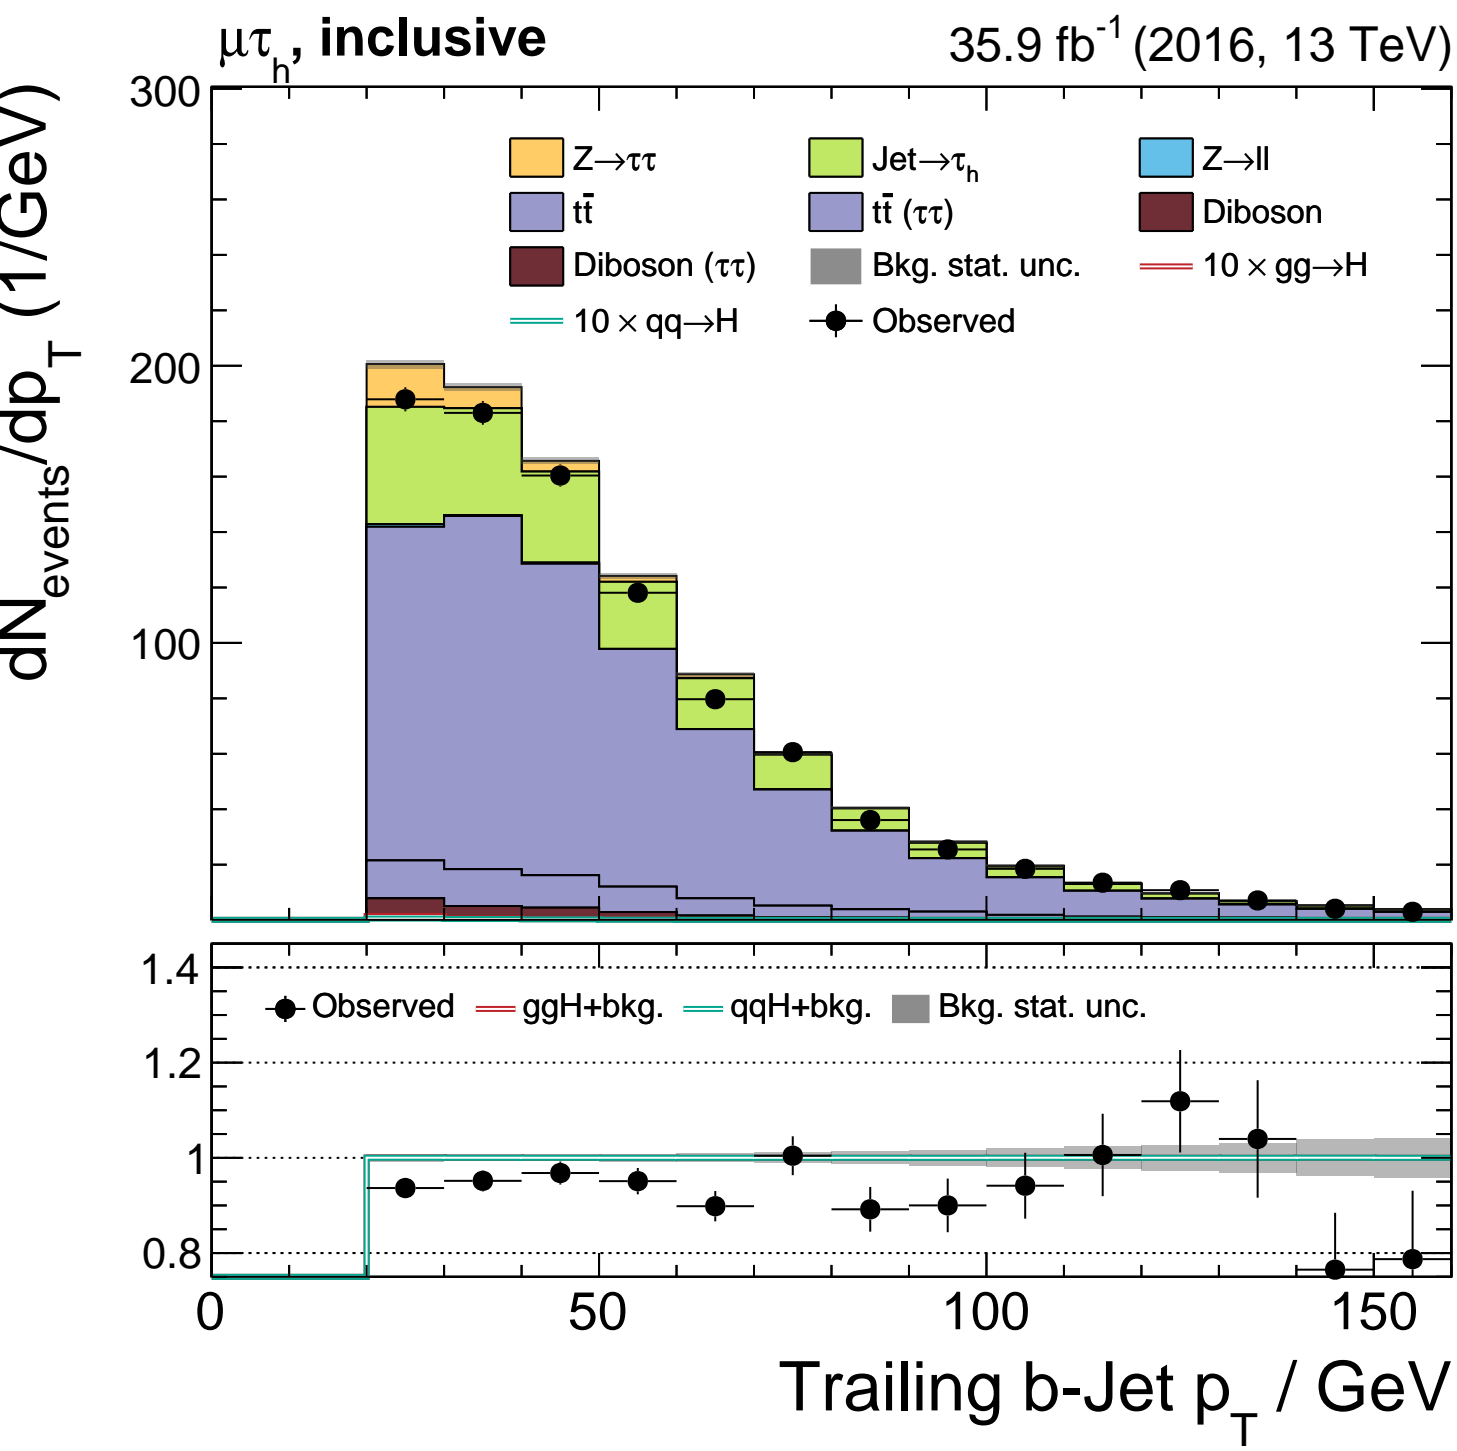 μτh, inclusive 35.9 fb-1 (2016, 13 TeV)
dNevents/dpT (1/GeV)
300
200
100
Z→ττ Jet→τh Z→ll
tt̄ tt̄ (ττ) Diboson
Diboson (ττ) Bkg. stat. unc. 10 × gg→H
10 × qq→H Observed
1.4
1.2
1
0.8
Observed ggH+bkg. qqH+bkg. Bkg. stat. unc.
0 50 100 150
Trailing b-Jet pT / GeV